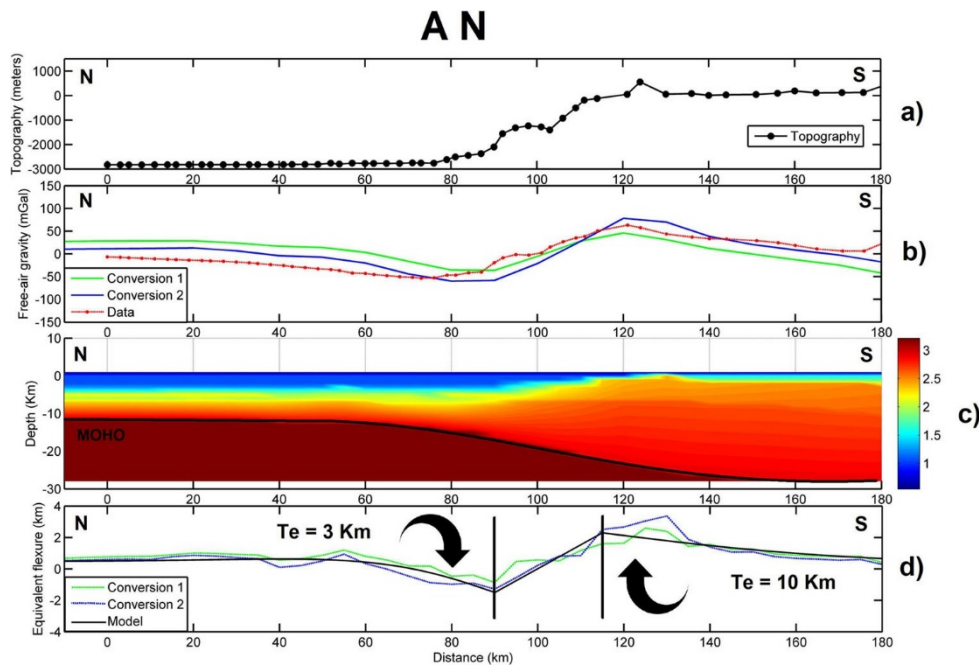 A N
Topography (meters)
1000
0
-1000
-2000
-3000
N
S
Topography
a)
0
20
40
60
80
100
120
140
160
180
Free-air gravity (mGal)
150
100
50
0
-50
-100
-150
N
S
Conversion 1
Conversion 2
Data
b)
0
20
40
60
80
100
120
140
160
180
Depth (Km)
10
0
-10
-20
-30
N
S
MOHO
3
2.5
2
1.5
1
c)
0
20
40
60
80
100
120
140
160
180
Equivalent flexure (km)
4
2
0
-2
-4
N
S
Te = 3 Km
Te = 10 Km
Conversion 1
Conversion 2
Model
d)
0
20
40
60
80
100
120
140
160
180
Distance (km)